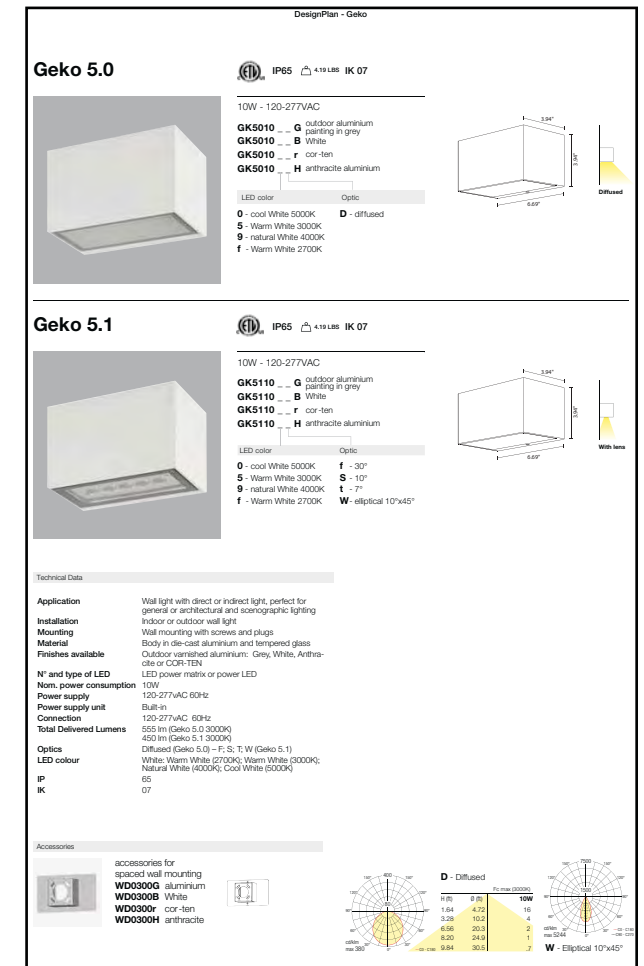 DesignPlan - Geko
Geko 5.0
ETL IP65 4.19 LBS IK 07
10W - 120-277VAC
GK5010 _ _ G outdoor aluminium painting in grey
GK5010 _ _ B White
GK5010 _ _ r cor-ten
GK5010 _ _ H anthracite aluminium
LED color Optic
0 - cool White 5000K D - diffused
5 - Warm White 3000K
9 - natural White 4000K
f - Warm White 2700K
3.94"
3.94"
6.69"
Diffused
Geko 5.1
ETL IP65 4.19 LBS IK 07
10W - 120-277VAC
GK5110 _ _ G outdoor aluminium painting in grey
GK5110 _ _ B White
GK5110 _ _ r cor-ten
GK5110 _ _ H anthracite aluminium
LED color Optic
0 - cool White 5000K f - 30°
5 - Warm White 3000K S - 10°
9 - natural White 4000K t - 7°
f - Warm White 2700K W - elliptical 10°x45°
3.94"
3.94"
6.69"
With lens
Technical Data
Application Wall light with direct or indirect light, perfect for
general or architectural and scenographic lighting
Installation Indoor or outdoor wall light
Mounting Wall mounting with screws and plugs
Material Body in die-cast aluminium and tempered glass
Finishes available Outdoor varnished aluminium: Grey, White, Anthra-
cite or COR-TEN
N° and type of LED LED power matrix or power LED
Nom. power consumption 10W
Power supply 120-277vAC 60Hz
Power supply unit Built-in
Connection 120-277vAC 60Hz
Total Delivered Lumens 555 lm (Geko 5.0 3000K)
450 lm (Geko 5.1 3000K)
Optics Diffused (Geko 5.0) – F; S; T; W (Geko 5.1)
LED colour White: Warm White (2700K); Warm White (3000K);
Natural White (4000K); Cool White (5000K)
IP 65
IK 07
Accessories
accessories for
spaced wall mounting
WD0300G aluminium
WD0300B White
WD0300r cor-ten
WD0300H anthracite
400
cd/klm
max 380
D - Diffused
Fc max (3000K)
H (ft) Ø (ft) 10W
1.64 4.72 16
3.28 10.2 4
6.56 20.3 2
8.20 24.9 1
9.84 30.5 .7
7500
1500
cd/klm
max 5244
W - Elliptical 10°x45°